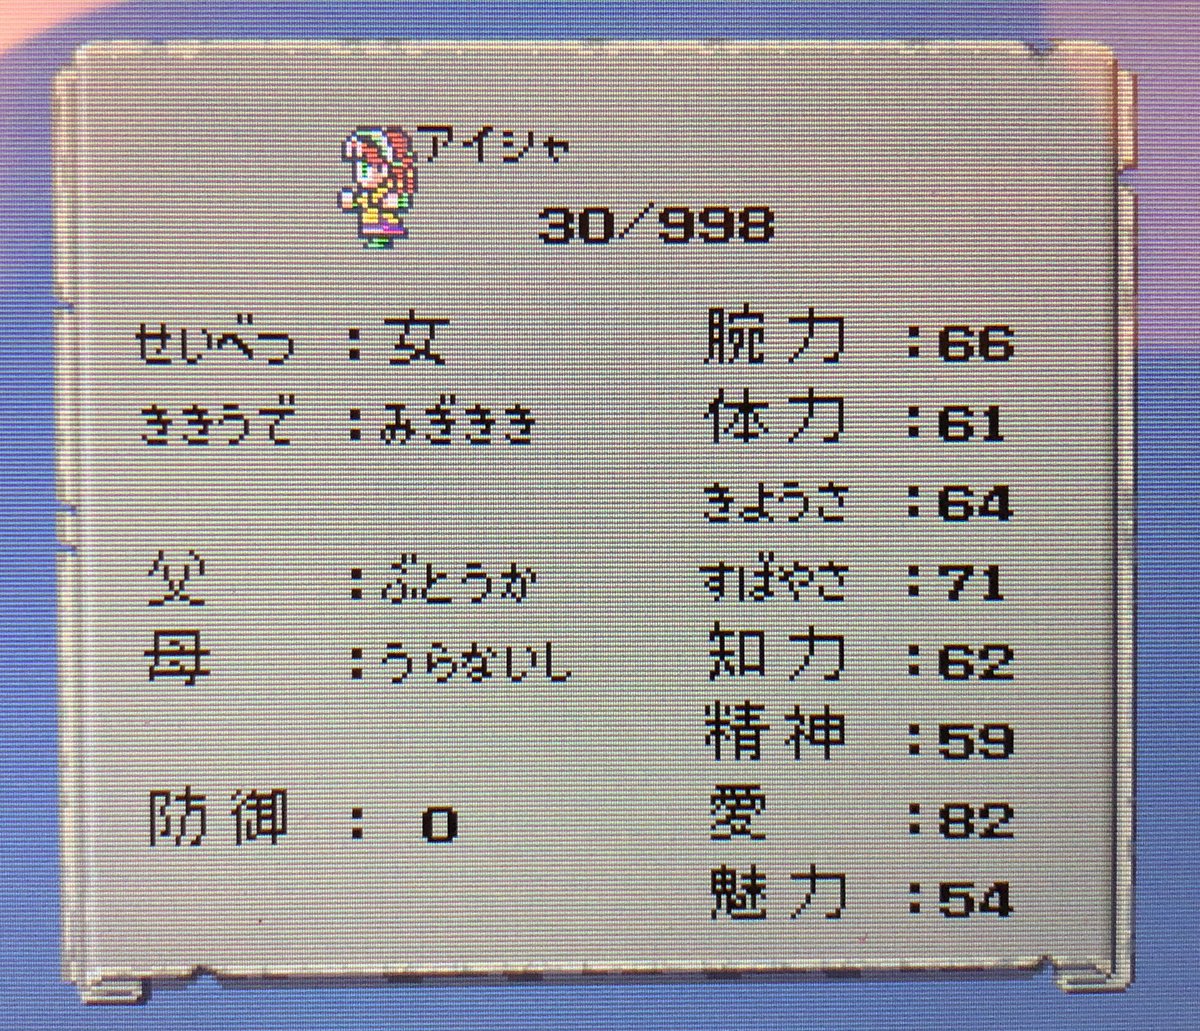 アイシャ
30/998
せいべつ :女 腕力 :66
ききうで :みぎきき 体力 :61
きようさ :64
父 :ぶとうか すばやさ :71
母 :うらないし 知力 :62
精神 :59
防御 : 0 愛 :82
魅力 :54